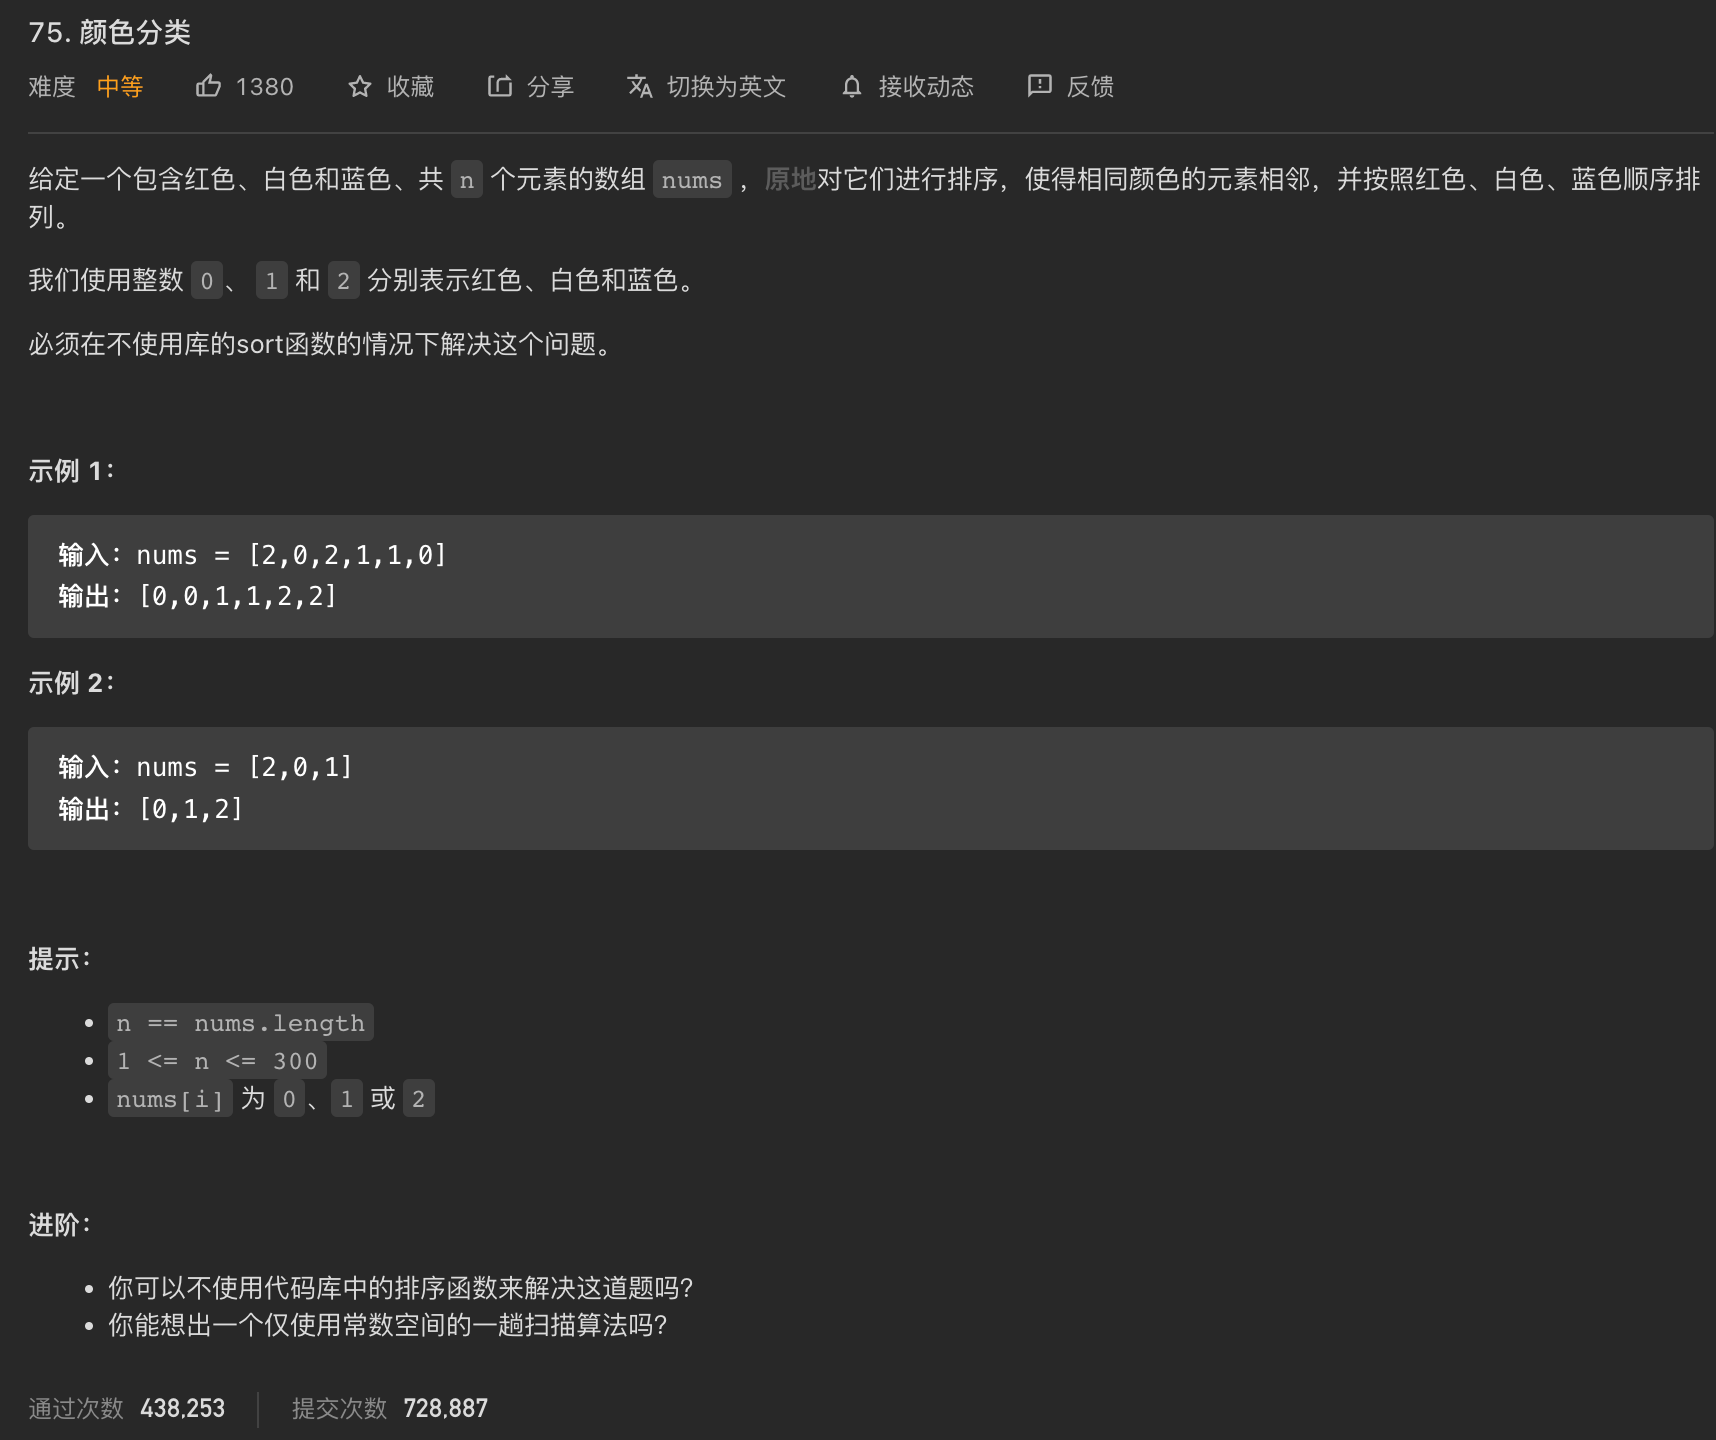 75. 颜色分类
难度 中等 1380 收藏 分享 切换为英文 接收动态 反馈
给定一个包含红色、白色和蓝色、共 n 个元素的数组 nums ，原地对它们进行排序，使得相同颜色的元素相邻，并按照红色、白色、蓝色顺序排
列。
我们使用整数 0、 1 和 2 分别表示红色、白色和蓝色。
必须在不使用库的sort函数的情况下解决这个问题。
示例 1：
输入：nums = [2,0,2,1,1,0]
输出：[0,0,1,1,2,2]
示例 2：
输入：nums = [2,0,1]
输出：[0,1,2]
提示：
n == nums.length
1 <= n <= 300
nums[i] 为 0、1 或 2
进阶：
你可以不使用代码库中的排序函数来解决这道题吗？
你能想出一个仅使用常数空间的一趟扫描算法吗？
通过次数 438,253 提交次数 728,887